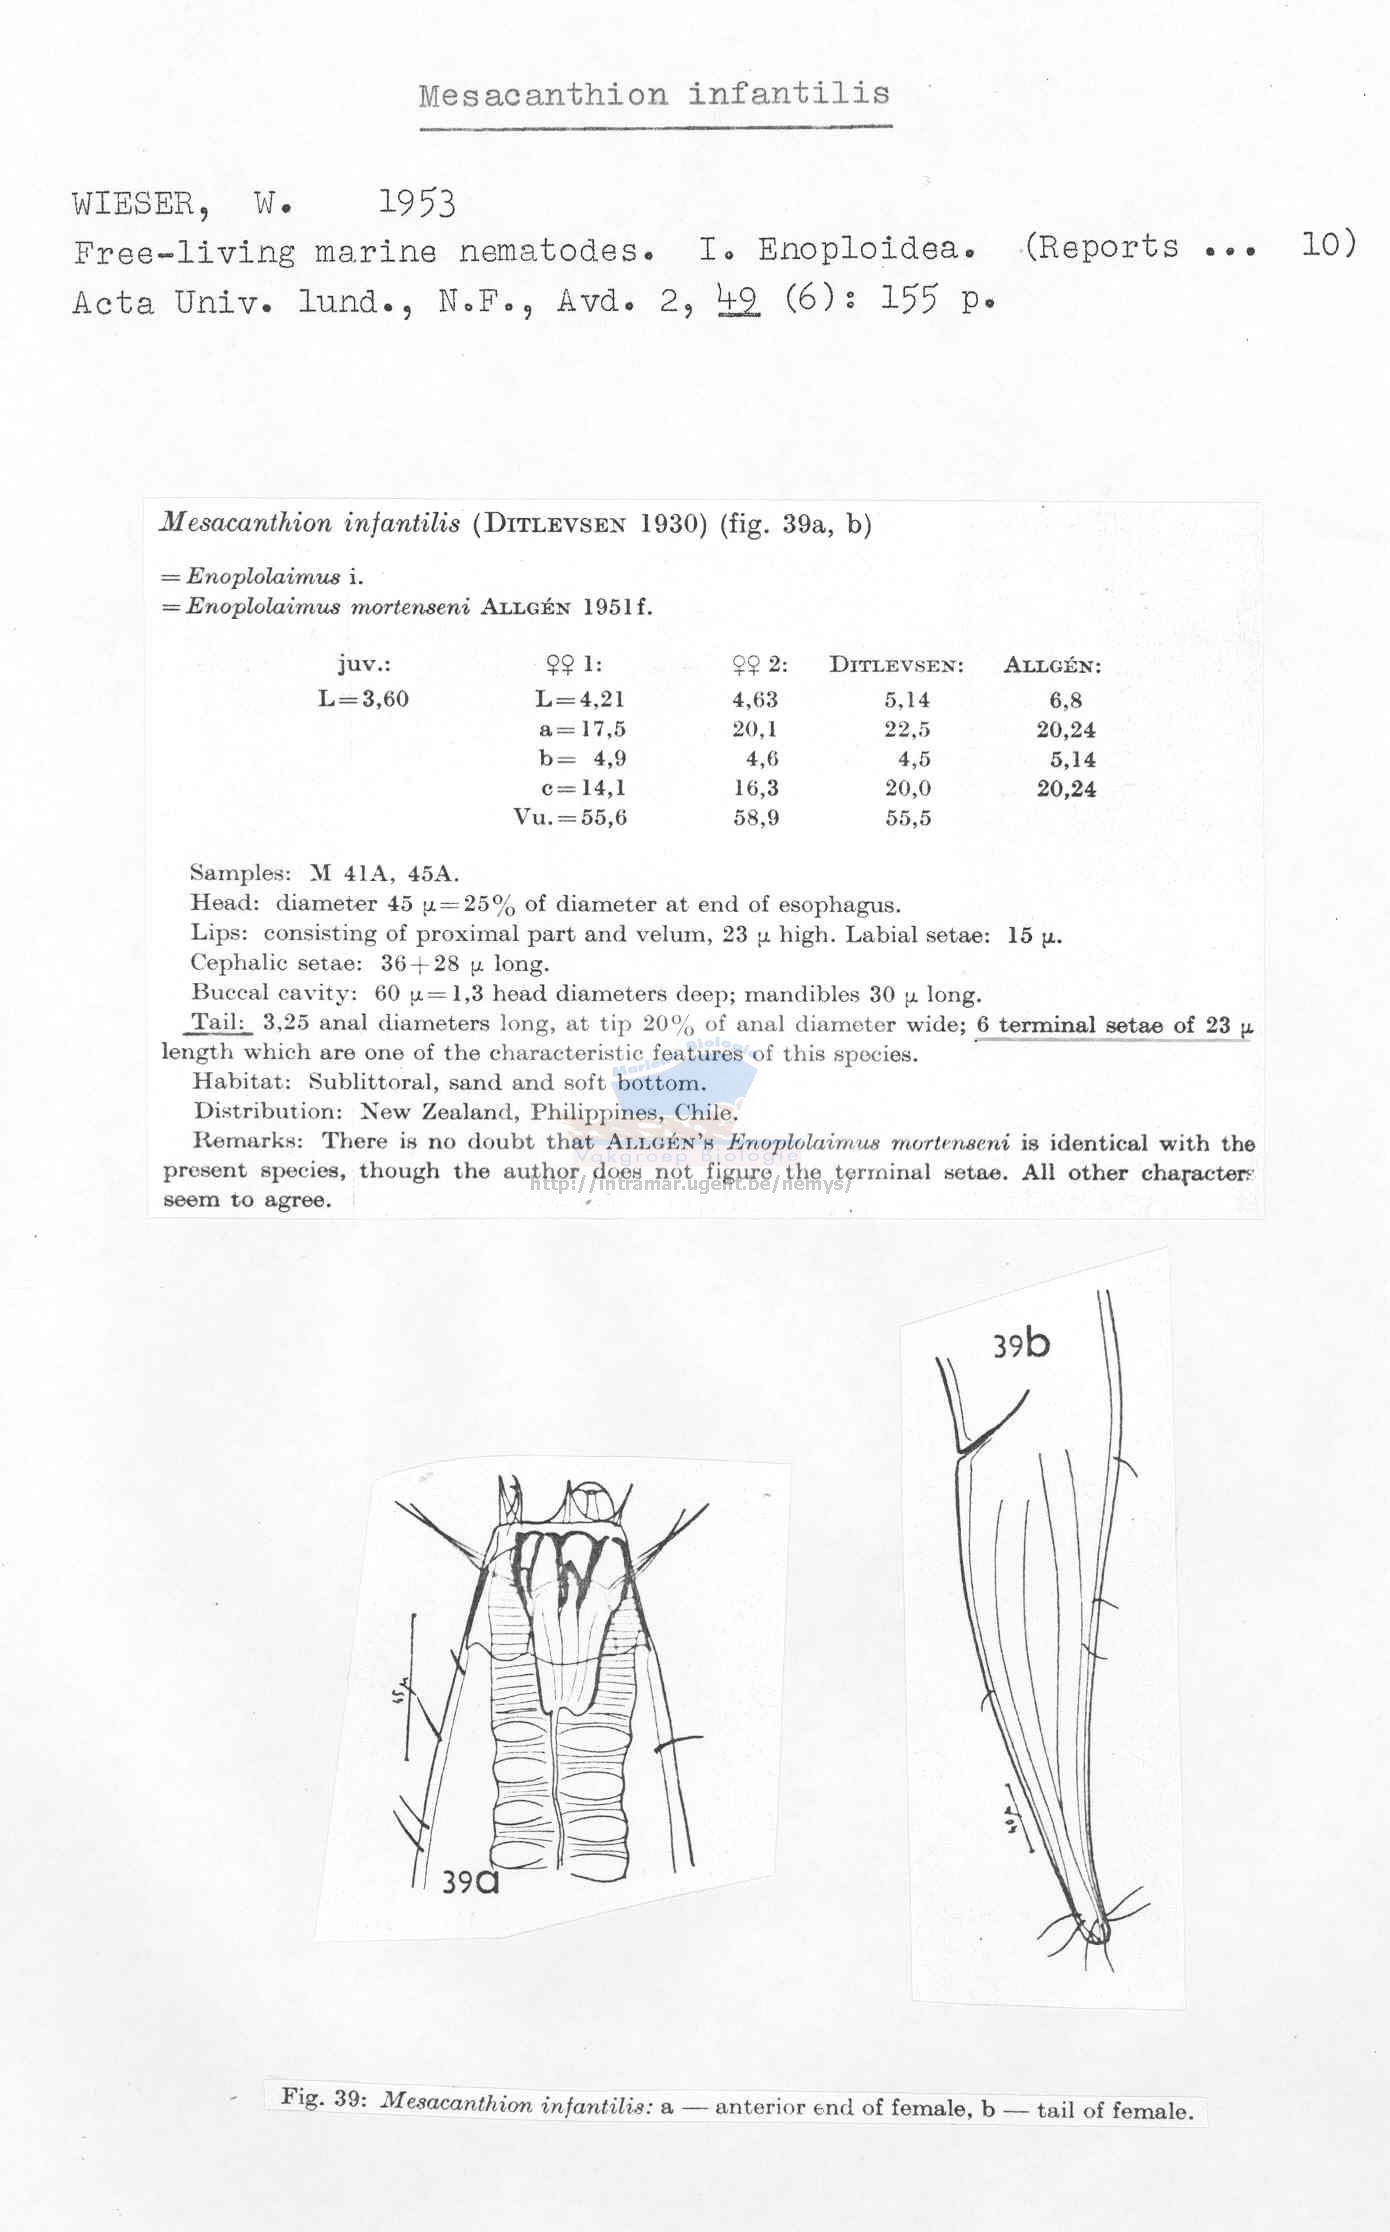 Mesacanthion infantilis
WIESER, W. 1953
Free-living marine nematodes. I. Enoploidea. (Reports ... 10)
Acta Univ. lund., N.F., Avd. 2, 49 (6): 155 p.
Mesacanthion infantilis (DITLEVSEN 1930) (fig. 39a, b)
=Enoplolaimus i.
=Enoplolaimus mortenseni ALLGÉN 1951f.
juv.: ♀♀ 1: ♀♀ 2: DITLEVSEN: ALLGÉN:
L=3,60 L=4,21 4,63 5,14 6,8
a=17,5 20,1 22,5 20,24
b= 4,9 4,6 4,5 5,14
c=14,1 16,3 20,0 20,24
Vu.=55,6 58,9 55,5
Samples: M 41A, 45A.
Head: diameter 45 μ=25% of diameter at end of esophagus.
Lips: consisting of proximal part and velum, 23 μ high. Labial setae: 15 μ.
Cephalic setae: 36+28 μ long.
Buccal cavity: 60 μ=1,3 head diameters deep; mandibles 30 μ long.
Tail: 3,25 anal diameters long, at tip 20% of anal diameter wide; 6 terminal setae of 23 μ
length which are one of the characteristic features of this species.
Habitat: Sublittoral, sand and soft bottom.
Distribution: New Zealand, Philippines, Chile.
Remarks: There is no doubt that ALLGÉN'S Enoplolaimus mortenseni is identical with the
present species, though the author does not figure the terminal setae. All other characters
seem to agree.
Mariene Biologie
Vakgroep Biologie
http://intramar.ugent.be/nemys/
39b
45 μ
39a
Fig. 39: Mesacanthion infantilis: a — anterior end of female, b — tail of female.